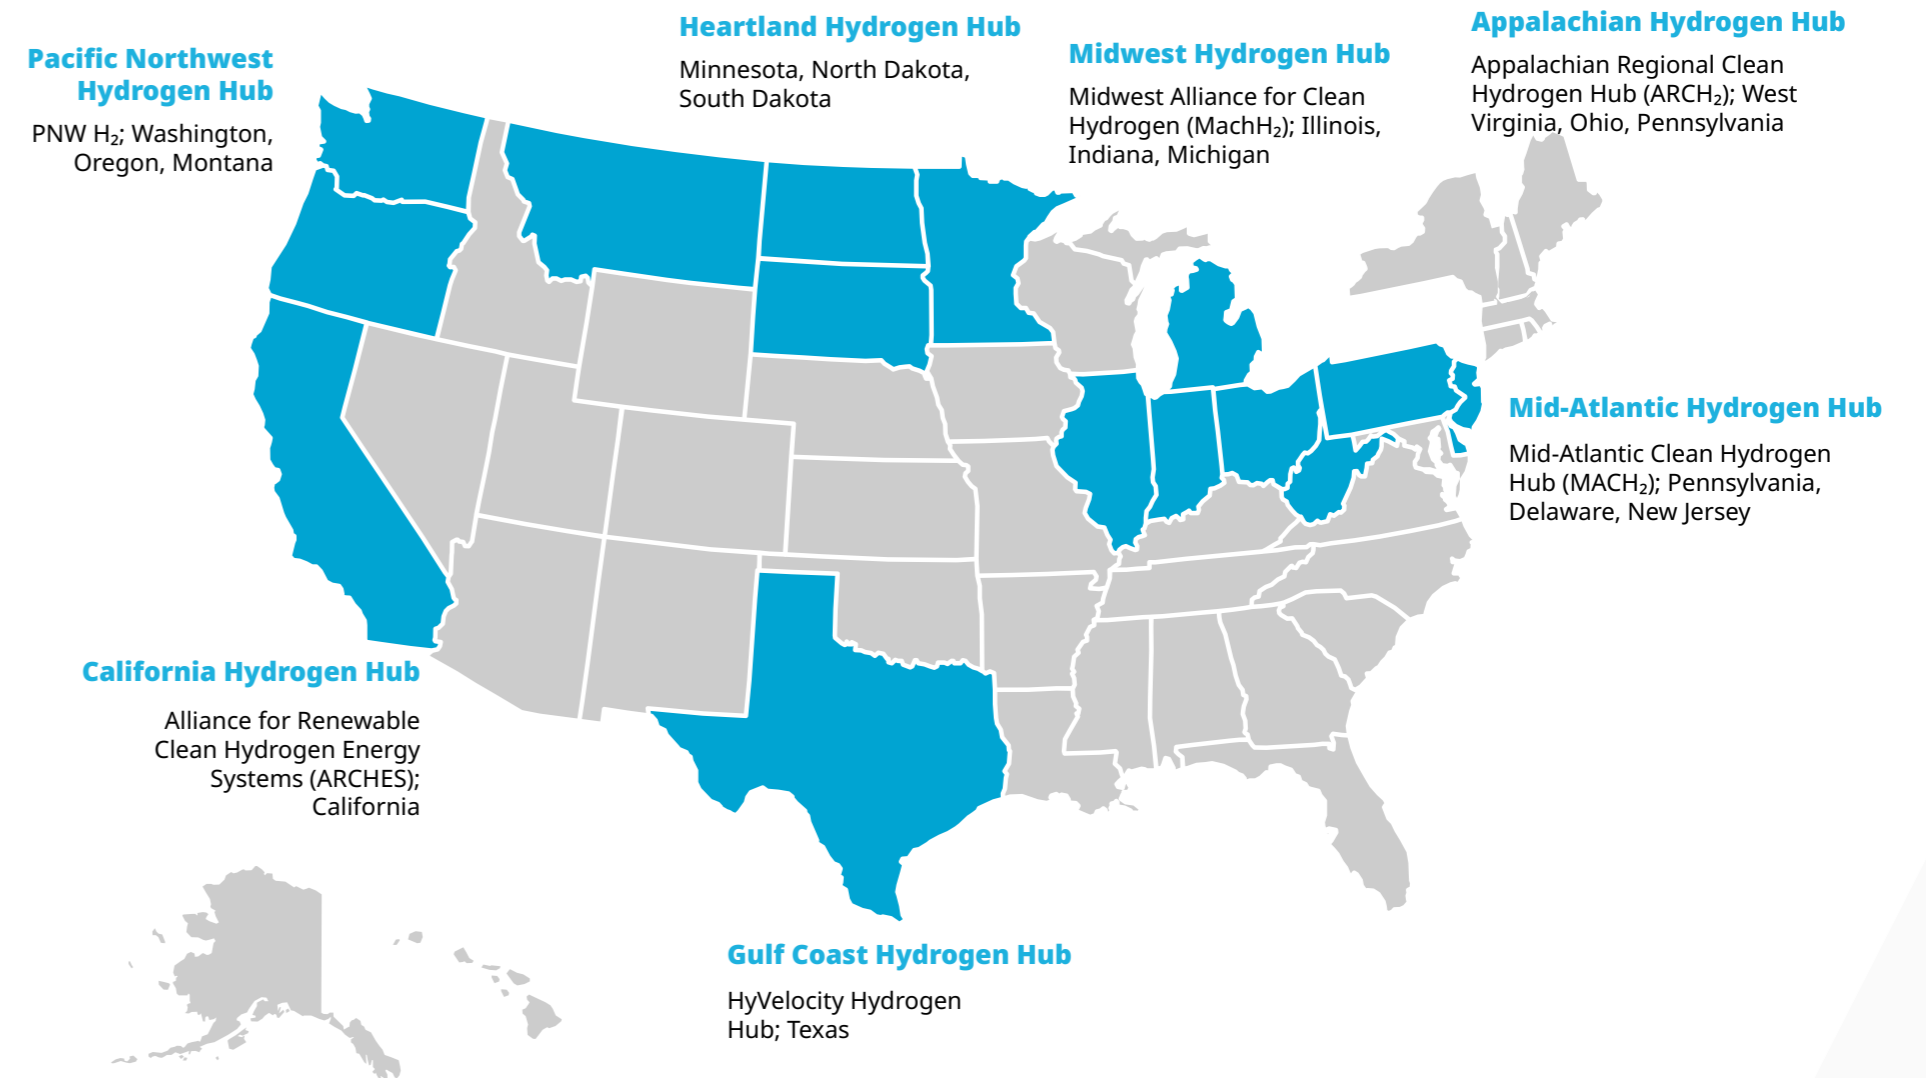 Pacific Northwest
Hydrogen Hub
PNW H₂; Washington,
Oregon, Montana
Heartland Hydrogen Hub
Minnesota, North Dakota,
South Dakota
Midwest Hydrogen Hub
Midwest Alliance for Clean
Hydrogen (MachH₂); Illinois,
Indiana, Michigan
Appalachian Hydrogen Hub
Appalachian Regional Clean
Hydrogen Hub (ARCH₂); West
Virginia, Ohio, Pennsylvania
Mid-Atlantic Hydrogen Hub
Mid-Atlantic Clean Hydrogen
Hub (MACH₂); Pennsylvania,
Delaware, New Jersey
California Hydrogen Hub
Alliance for Renewable
Clean Hydrogen Energy
Systems (ARCHES);
California
Gulf Coast Hydrogen Hub
HyVelocity Hydrogen
Hub; Texas